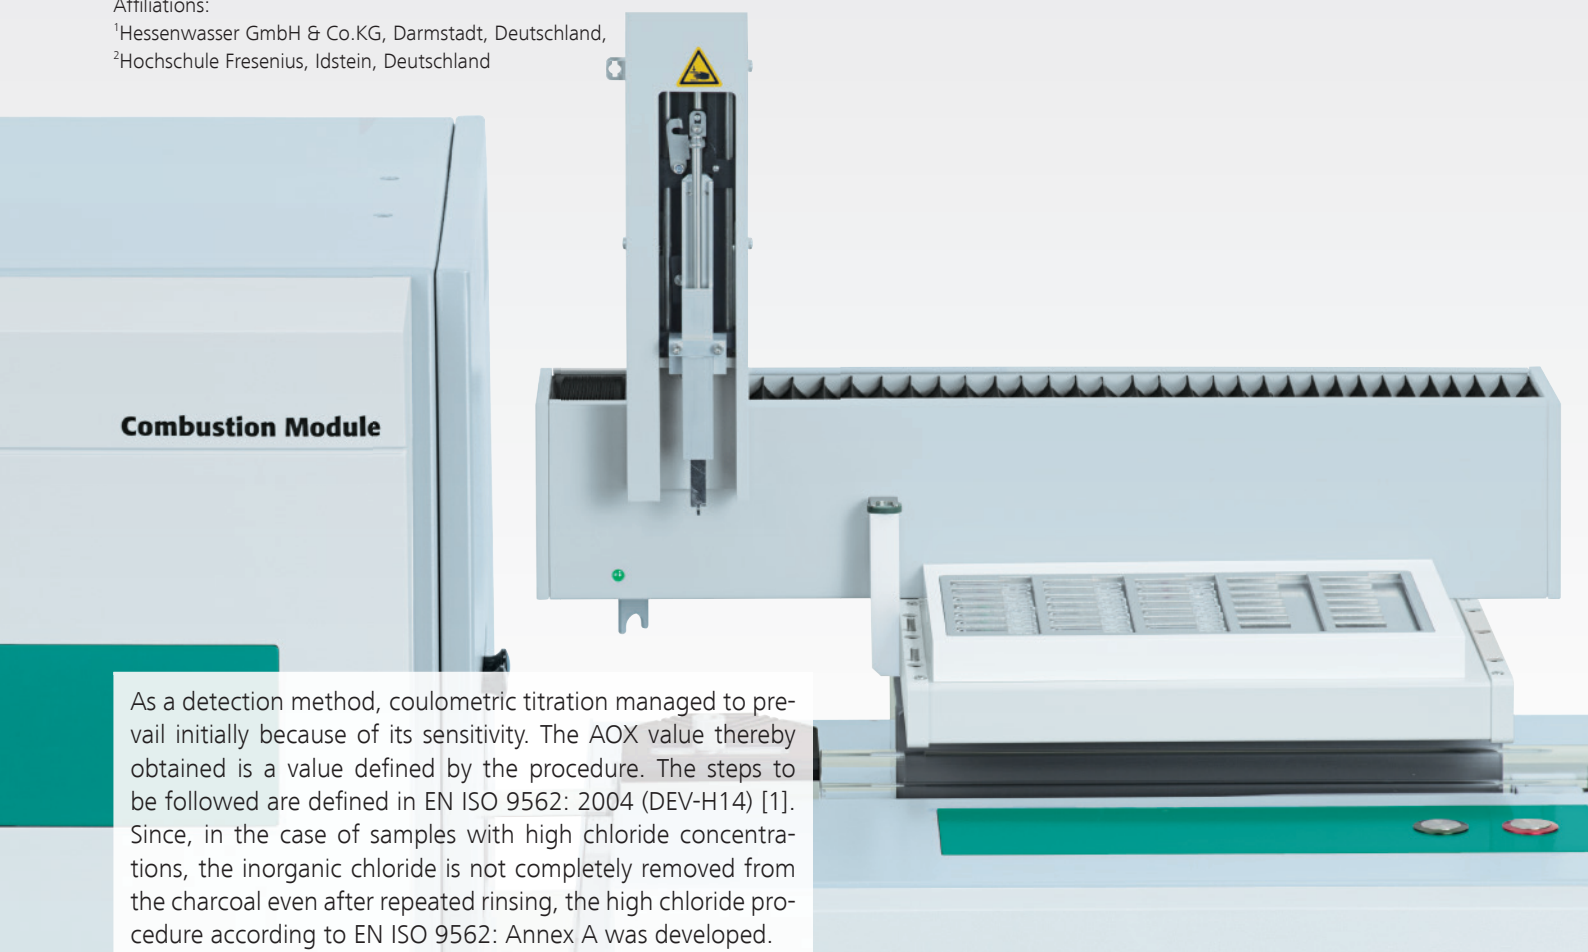 Affiliations:
¹Hessenwasser GmbH & Co.KG, Darmstadt, Deutschland,
²Hochschule Fresenius, Idstein, Deutschland
Combustion Module
As a detection method, coulometric titration managed to pre-
vail initially because of its sensitivity. The AOX value thereby
obtained is a value defined by the procedure. The steps to
be followed are defined in EN ISO 9562: 2004 (DEV-H14) [1].
Since, in the case of samples with high chloride concentra-
tions, the inorganic chloride is not completely removed from
the charcoal even after repeated rinsing, the high chloride pro-
cedure according to EN ISO 9562: Annex A was developed.